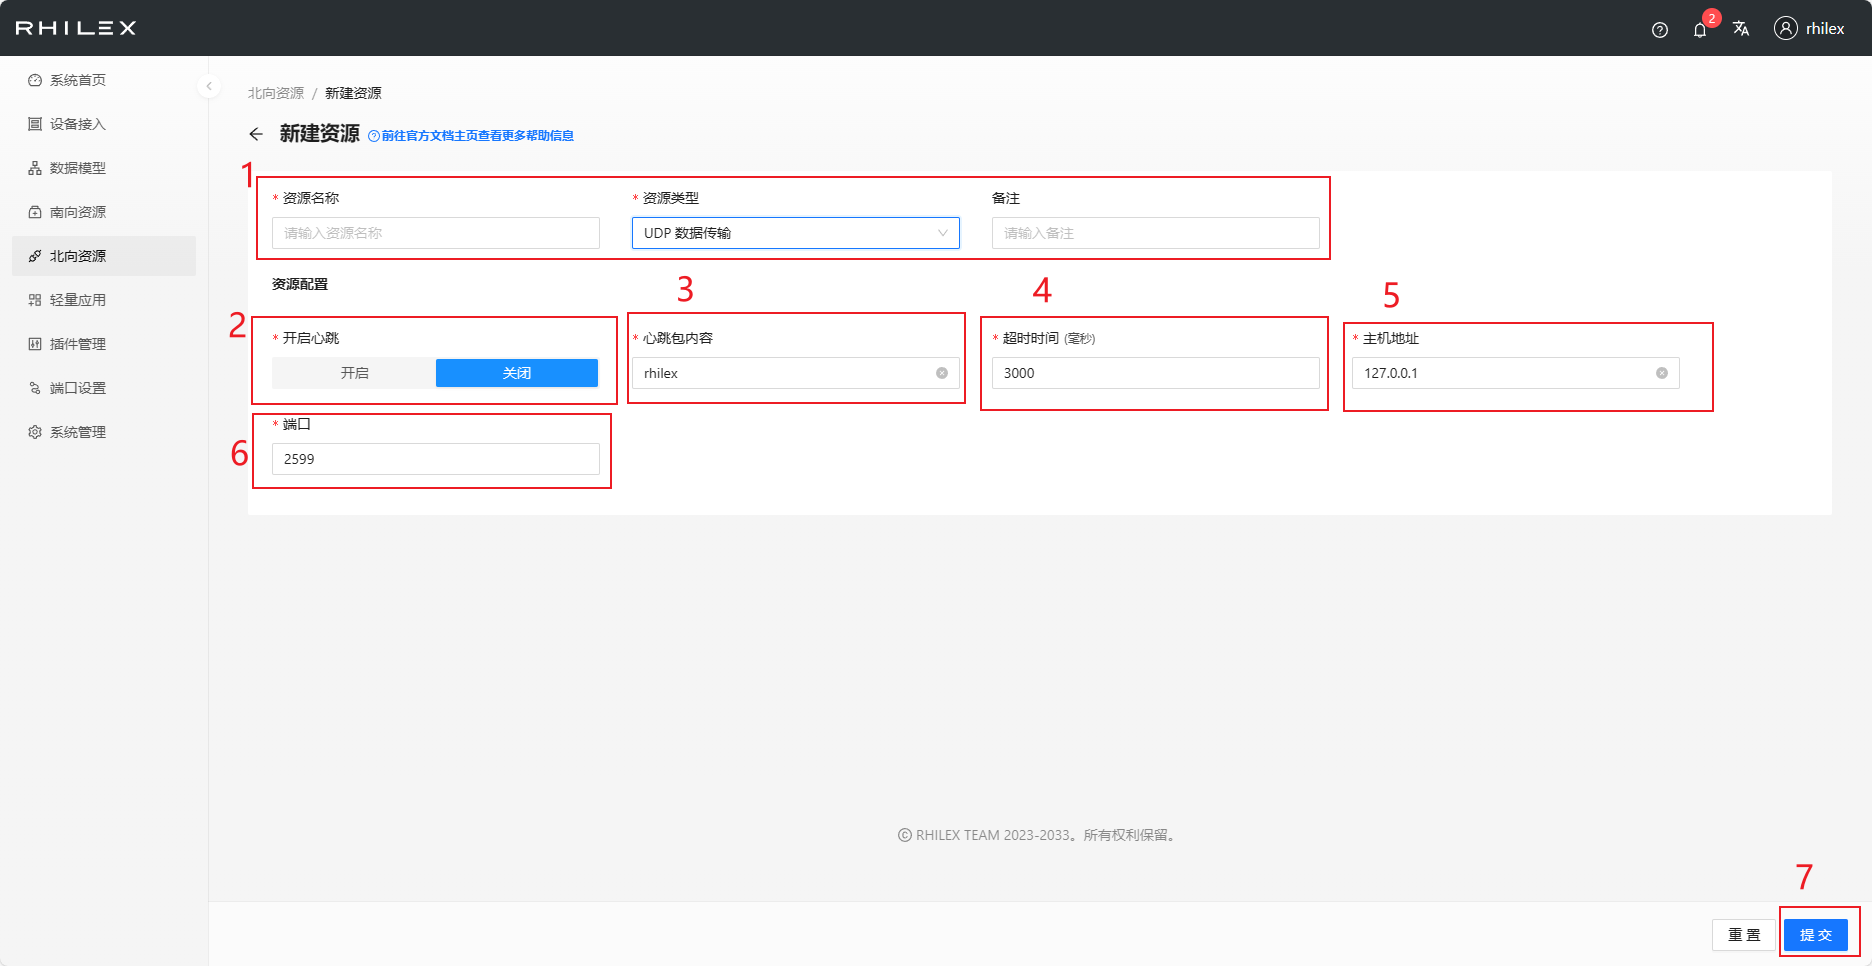 RHILEX
2
rhilex
系统首页
设备接入
数据模型
南向资源
北向资源
轻量应用
插件管理
端口设置
系统管理
北向资源 / 新建资源
新建资源 前往官方文档主页查看更多帮助信息
1
* 资源名称 * 资源类型 备注
请输入资源名称 UDP 数据传输 请输入备注
资源配置
3 4 5
2
* 开启心跳 * 心跳包内容 * 超时时间 (毫秒) * 主机地址
开启 关闭 rhilex 3000 127.0.0.1
* 端口
6
2599
© RHILEX TEAM 2023-2033。所有权利保留。
7
重 置 提 交